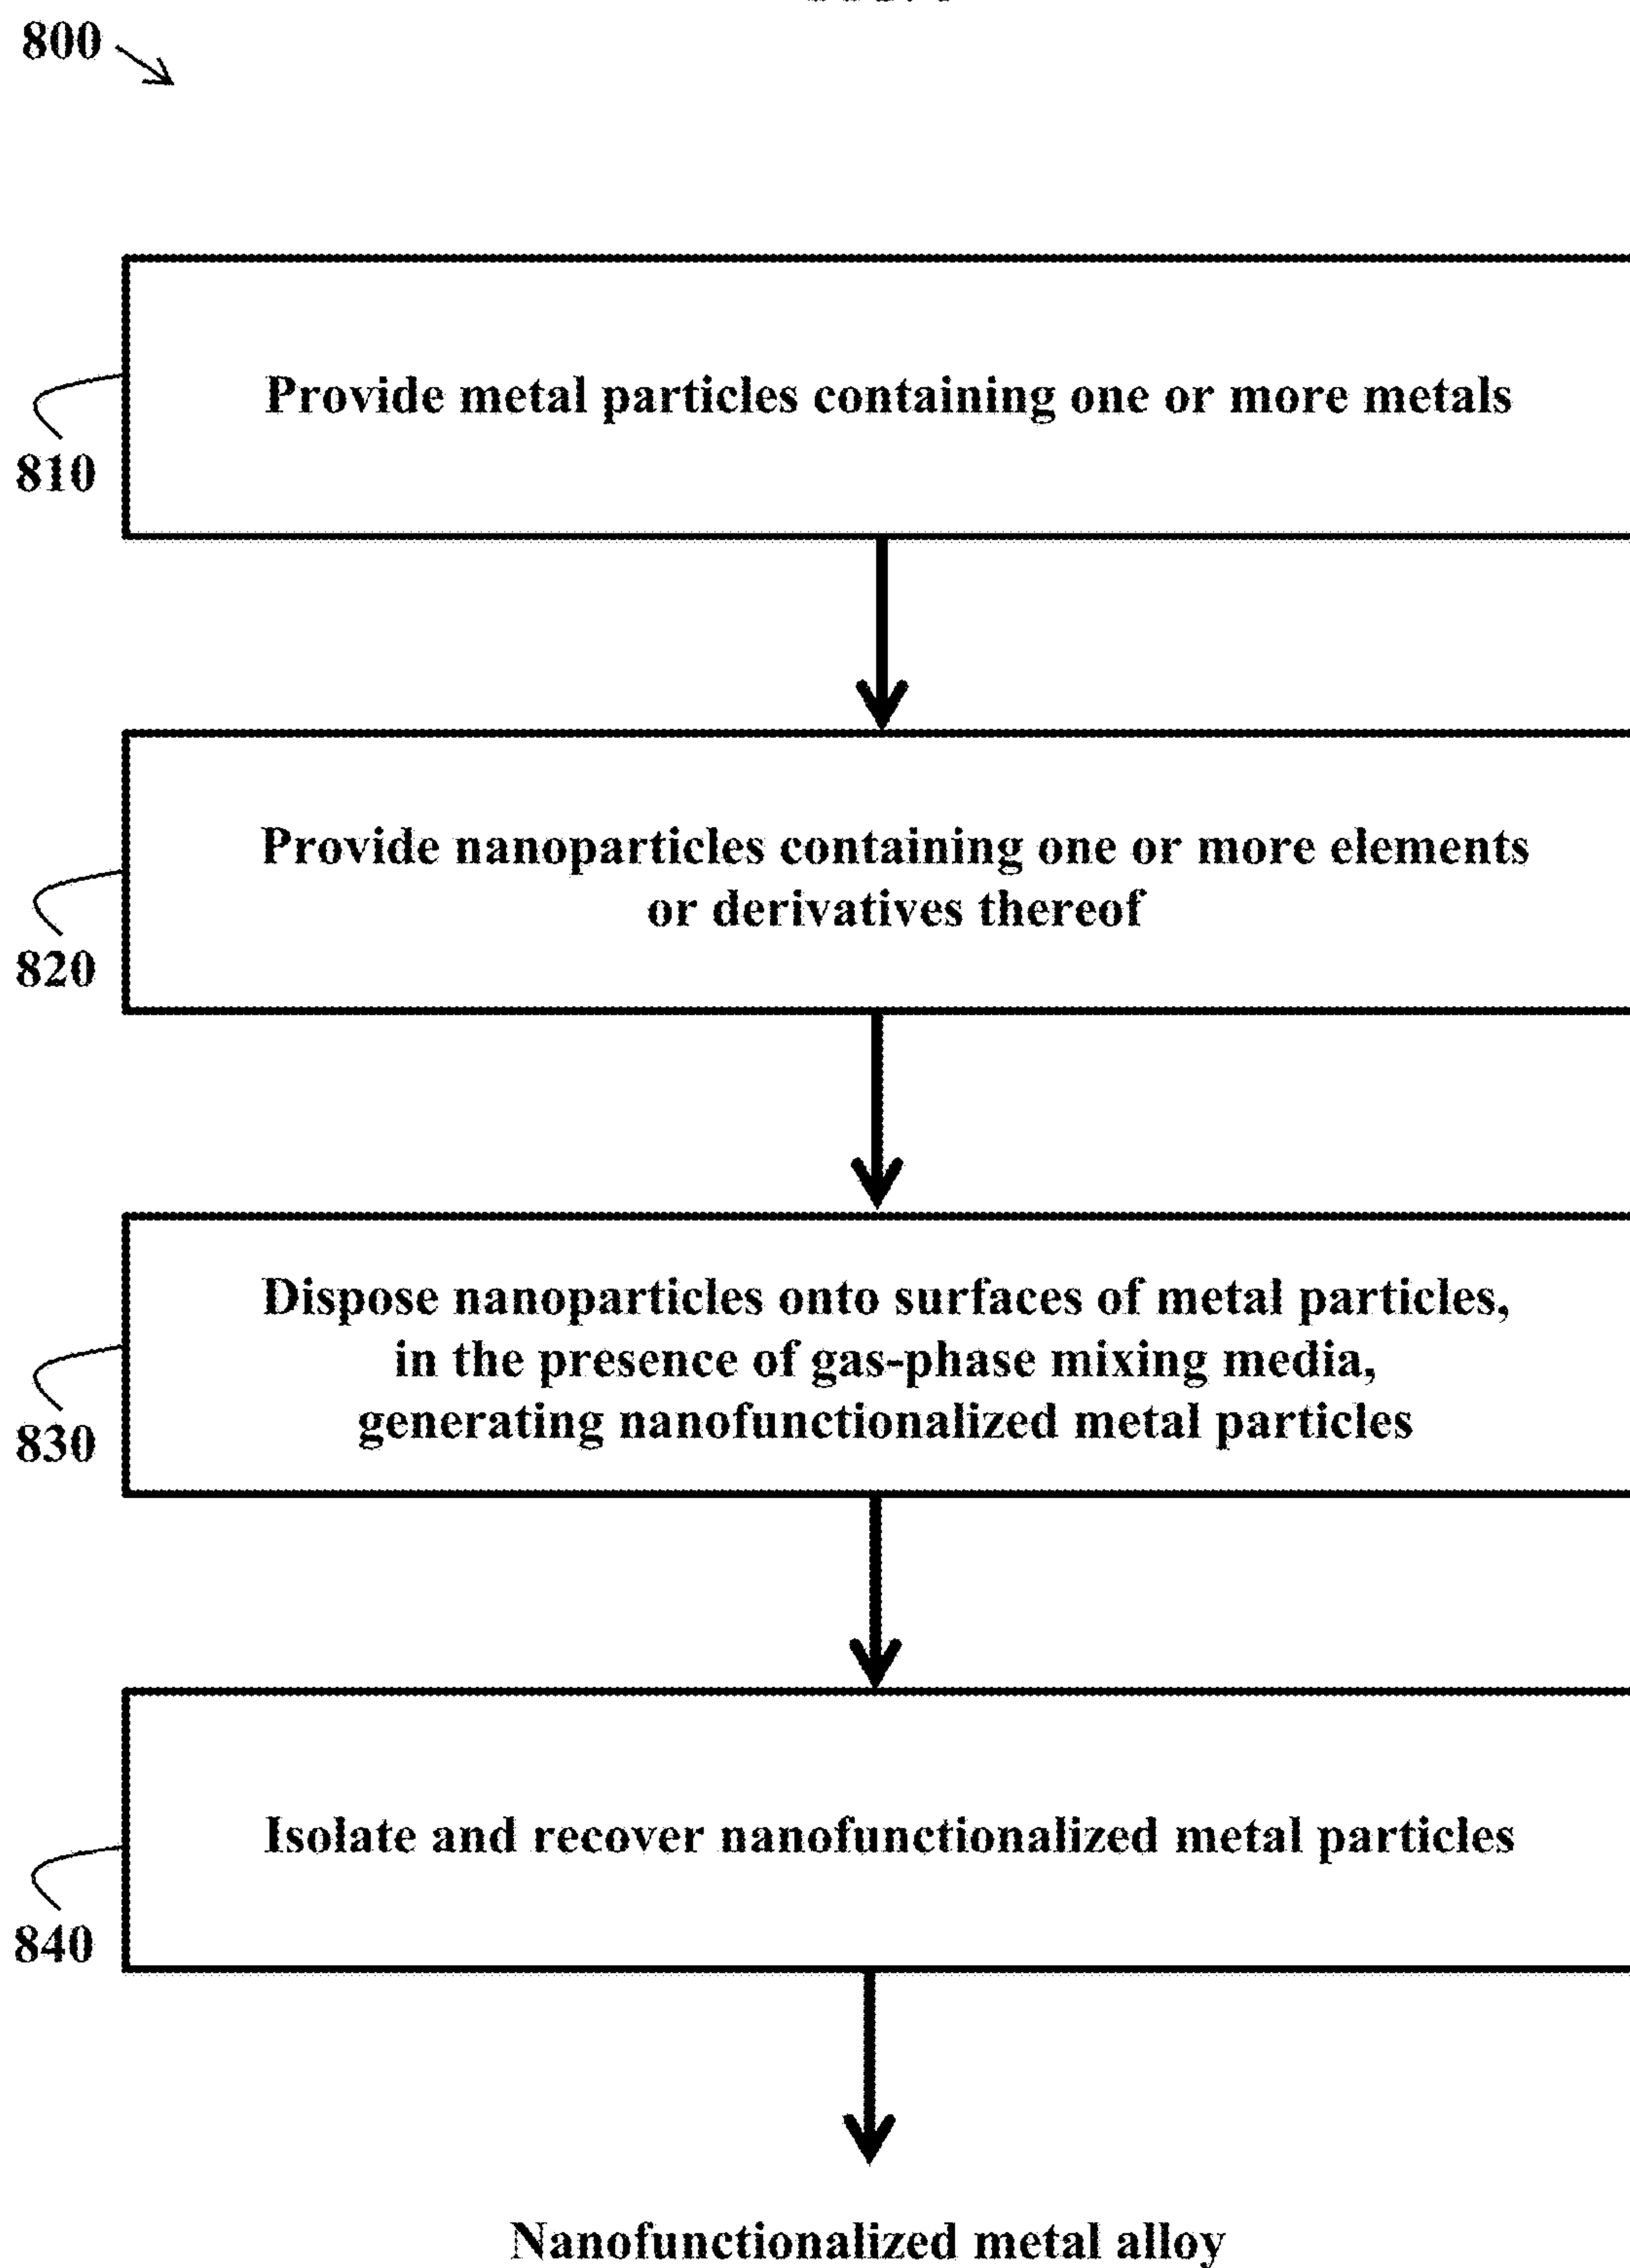 800
Provide metal particles containing one or more metals
810
Provide nanoparticles containing one or more elements
or derivatives thereof
820
Dispose nanoparticles onto surfaces of metal particles,
in the presence of gas-phase mixing media,
generating nanofunctionalized metal particles
830
Isolate and recover nanofunctionalized metal particles
840
Nanofunctionalized metal alloy